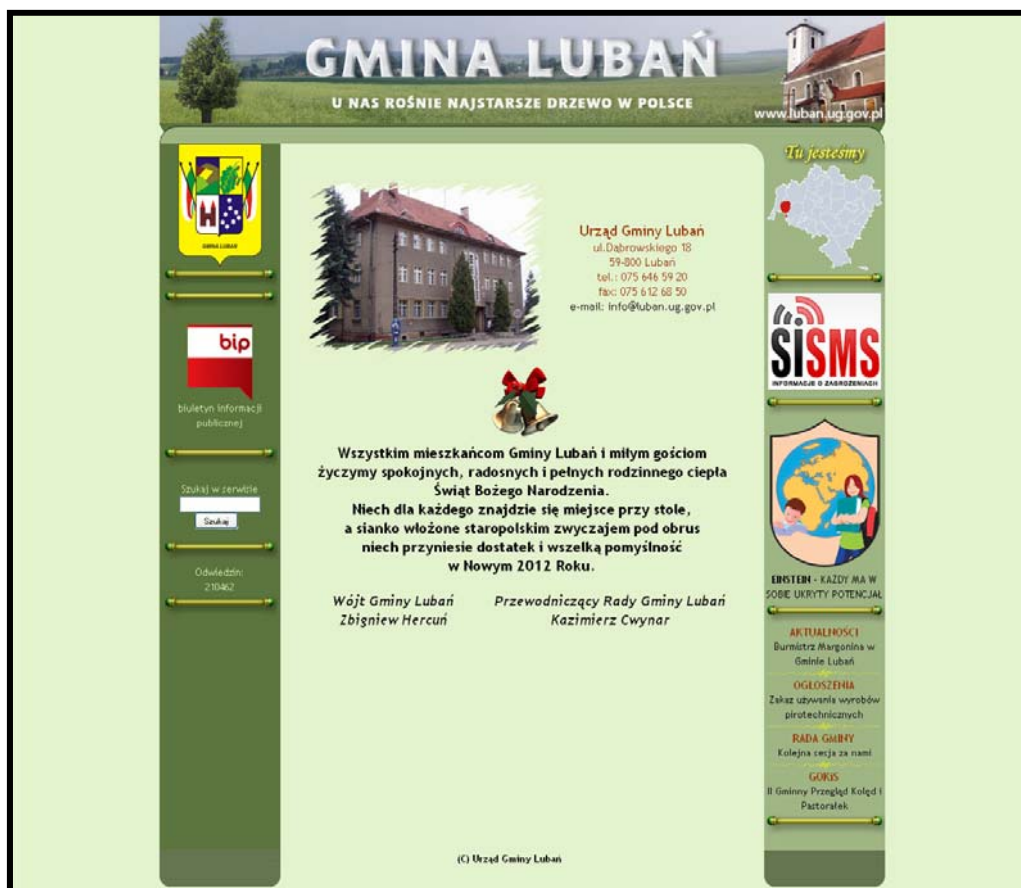 GMINA LUBAŃ
U NAS ROŚNIE NAJSTARSZE DRZEWO W POLSCE
www.luban.ug.gov.pl
GMINA LUBAŃ
bip
biuletyn informacji
publicznej
Szukaj w serwisie
Szukaj
Odwiedzin:
210462
Urząd Gminy Lubań
ul.Dąbrowskiego 18
59-800 Lubań
tel.: 075 646 59 20
fax: 075 612 68 50
e-mail: info@luban.ug.gov.pl
Wszystkim mieszkańcom Gminy Lubań i miłym gościom
życzymy spokojnych, radosnych i pełnych rodzinnego ciepła
Świąt Bożego Narodzenia.
Niech dla każdego znajdzie się miejsce przy stole,
a sianko włożone staropolskim zwyczajem pod obrus
niech przyniesie dostatek i wszelką pomyślność
w Nowym 2012 Roku.
Wójt Gminy Lubań
Zbigniew Hercuń
Przewodniczący Rady Gminy Lubań
Kazimierz Cwynar
(C) Urząd Gminy Lubań
Tu jesteśmy
SISMS
INFORMACJE O ZAGROŻENIACH
EINSTEIN - KAŻDY MA W
SOBIE UKRYTY POTENCJAŁ
AKTUALNOŚCI
Burmistrz Margonina w
Gminie Lubań
OGŁOSZENIA
Zakaz używania wyrobów
pirotechnicznych
RADA GMINY
Kolejna sesja za nami
GOKiS
II Gminny Przegląd Kolęd i
Pastorałek